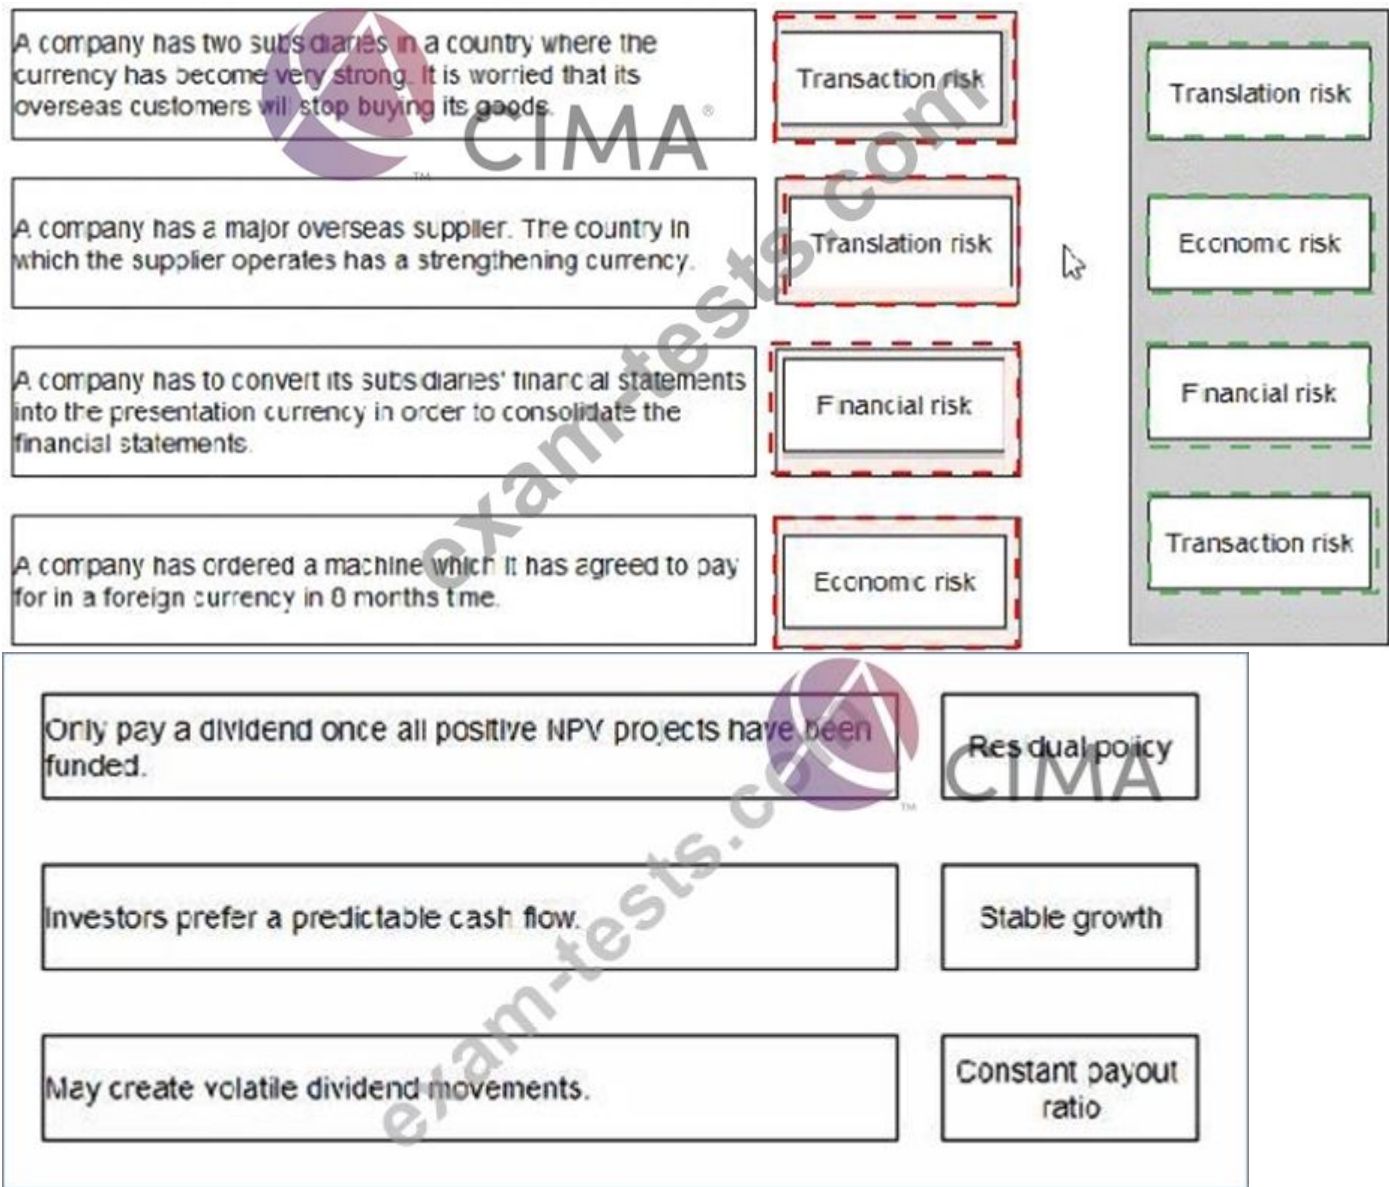 A company has two subsidiaries in a country where the
currency has become very strong. It is worried that its
overseas customers will stop buying its goods.
Transaction risk
Translation risk
CIMA®
TM
A company has a major overseas supplier. The country in
which the supplier operates has a strengthening currency.
Translation risk
Economic risk
A company has to convert its subsidiaries' financial statements
into the presentation currency in order to consolidate the
financial statements.
Financial risk
Financial risk
A company has ordered a machine which it has agreed to pay
for in a foreign currency in 8 months time.
Economic risk
Transaction risk
exam-tests.com
Only pay a dividend once all positive NPV projects have been
funded.
Residual policy
CIMA
TM
Investors prefer a predictable cash flow.
Stable growth
May create volatile dividend movements.
Constant payout
ratio
exam-tests.com